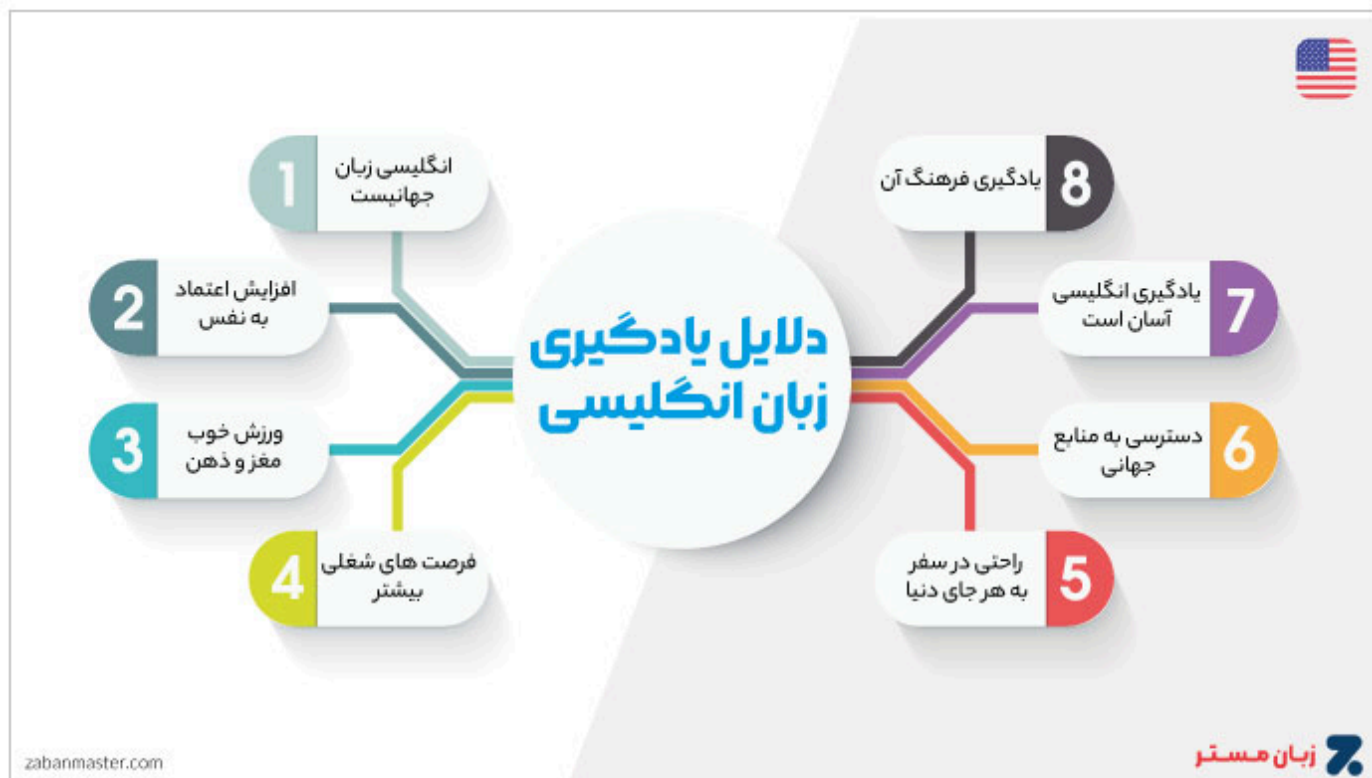 دلایل یادگیری
زبان انگلیسی
1
انگلیسی زبان
جهانیست
2
افزایش اعتماد
به نفس
3
ورزش خوب
مغز و ذهن
4
فرصت های شغلی
بیشتر
5
راحتی در سفر
به هر جای دنیا
6
دسترسی به منابع
جهانی
7
یادگیری انگلیسی
آسان است
8
یادگیری فرهنگ آن
zabanmaster.com
زبان مستر